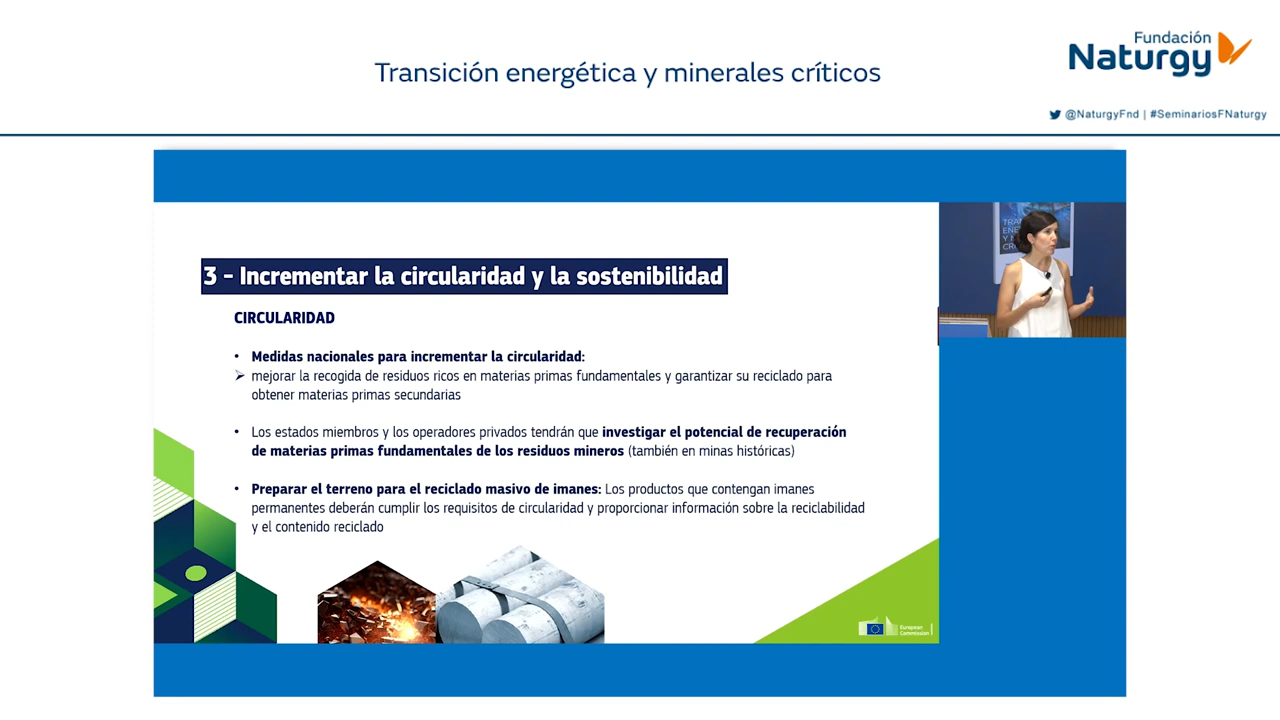 Transición energética y minerales críticos
Fundación
Naturgy
@NaturgyFnd | #SeminariosFNaturgy
3 - Incrementar la circularidad y la sostenibilidad
CIRCULARIDAD
• Medidas nacionales para incrementar la circularidad:
➢ mejorar la recogida de residuos ricos en materias primas fundamentales y garantizar su reciclado para
obtener materias primas secundarias
• Los estados miembros y los operadores privados tendrán que investigar el potencial de recuperación
de materias primas fundamentales de los residuos mineros (también en minas históricas)
• Preparar el terreno para el reciclado masivo de imanes: Los productos que contengan imanes
permanentes deberán cumplir los requisitos de circularidad y proporcionar información sobre la reciclabilidad
y el contenido reciclado
European
Commission